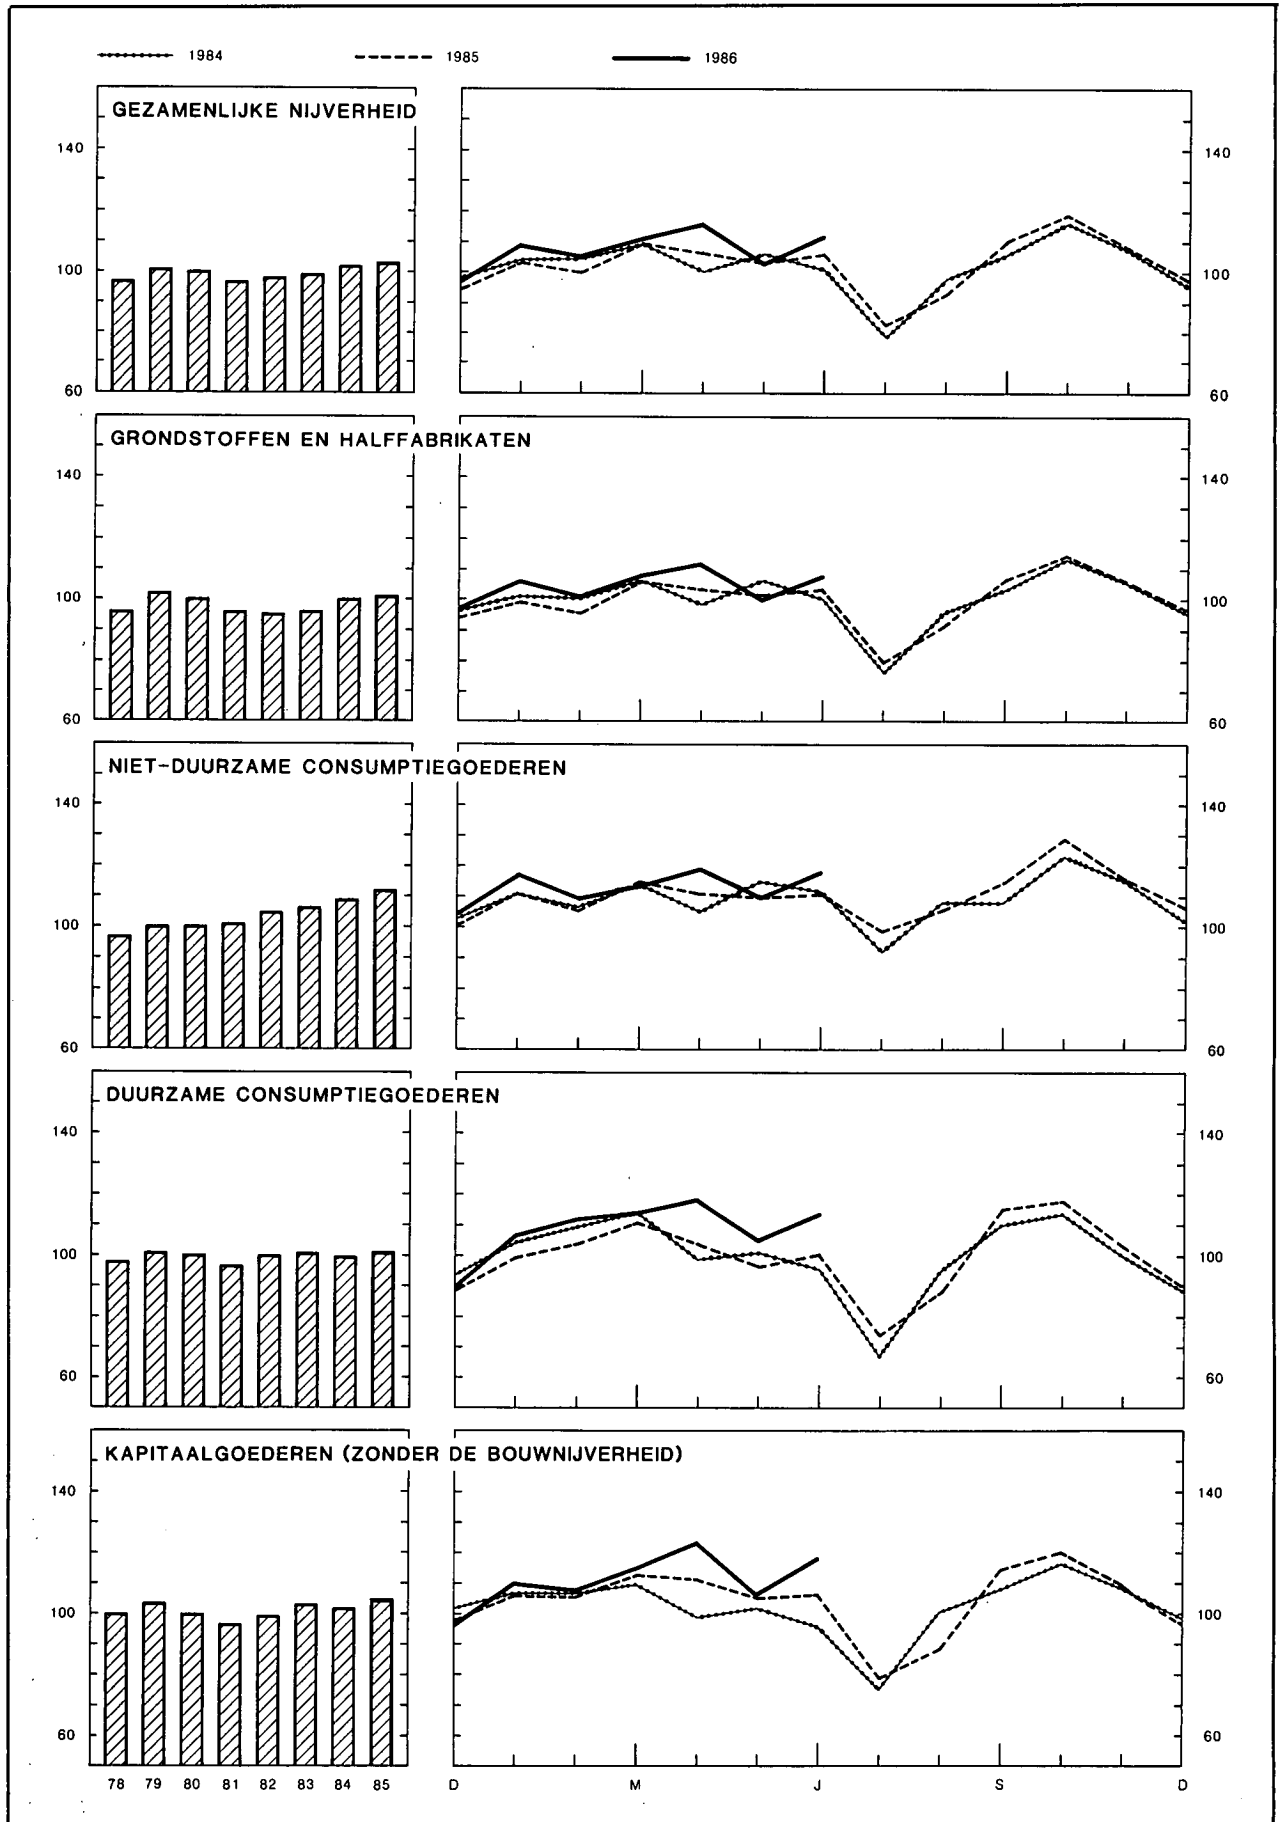 1984 1985 1986
GEZAMENLIJKE NIJVERHEID
140 140
100 100
60 60
GRONDSTOFFEN EN HALFFABRIKATEN
140 140
100 100
60 60
NIET-DUURZAME CONSUMPTIEGOEDEREN
140 140
100 100
60 60
DUURZAME CONSUMPTIEGOEDEREN
140 140
100 100
60 60
KAPITAALGOEDEREN (ZONDER DE BOUWNIJVERHEID)
140 140
100 100
60 60
78 79 80 81 82 83 84 85 D M J S D